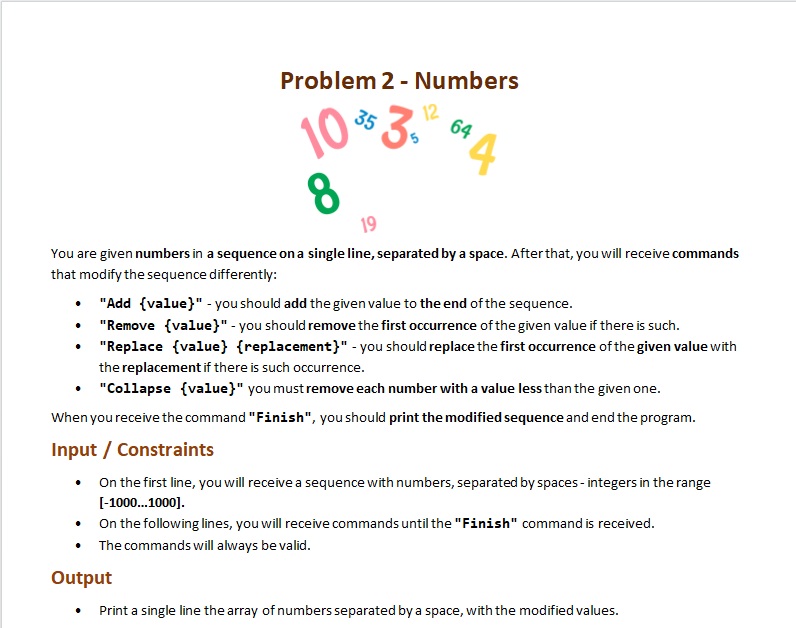 Problem 2 - Numbers
10 35 3 5 12 64 4
8
19
You are given numbers in a sequence on a single line, separated by a space. After that, you will receive commands
that modify the sequence differently:
• "Add {value}" - you should add the given value to the end of the sequence.
• "Remove {value}" - you should remove the first occurrence of the given value if there is such.
• "Replace {value} {replacement}" - you should replace the first occurrence of the given value with
the replacement if there is such occurrence.
• "Collapse {value}" you must remove each number with a value less than the given one.
When you receive the command "Finish", you should print the modified sequence and end the program.
Input / Constraints
• On the first line, you will receive a sequence with numbers, separated by spaces - integers in the range
[-1000…1000].
• On the following lines, you will receive commands until the "Finish" command is received.
• The commands will always be valid.
Output
• Print a single line the array of numbers separated by a space, with the modified values.